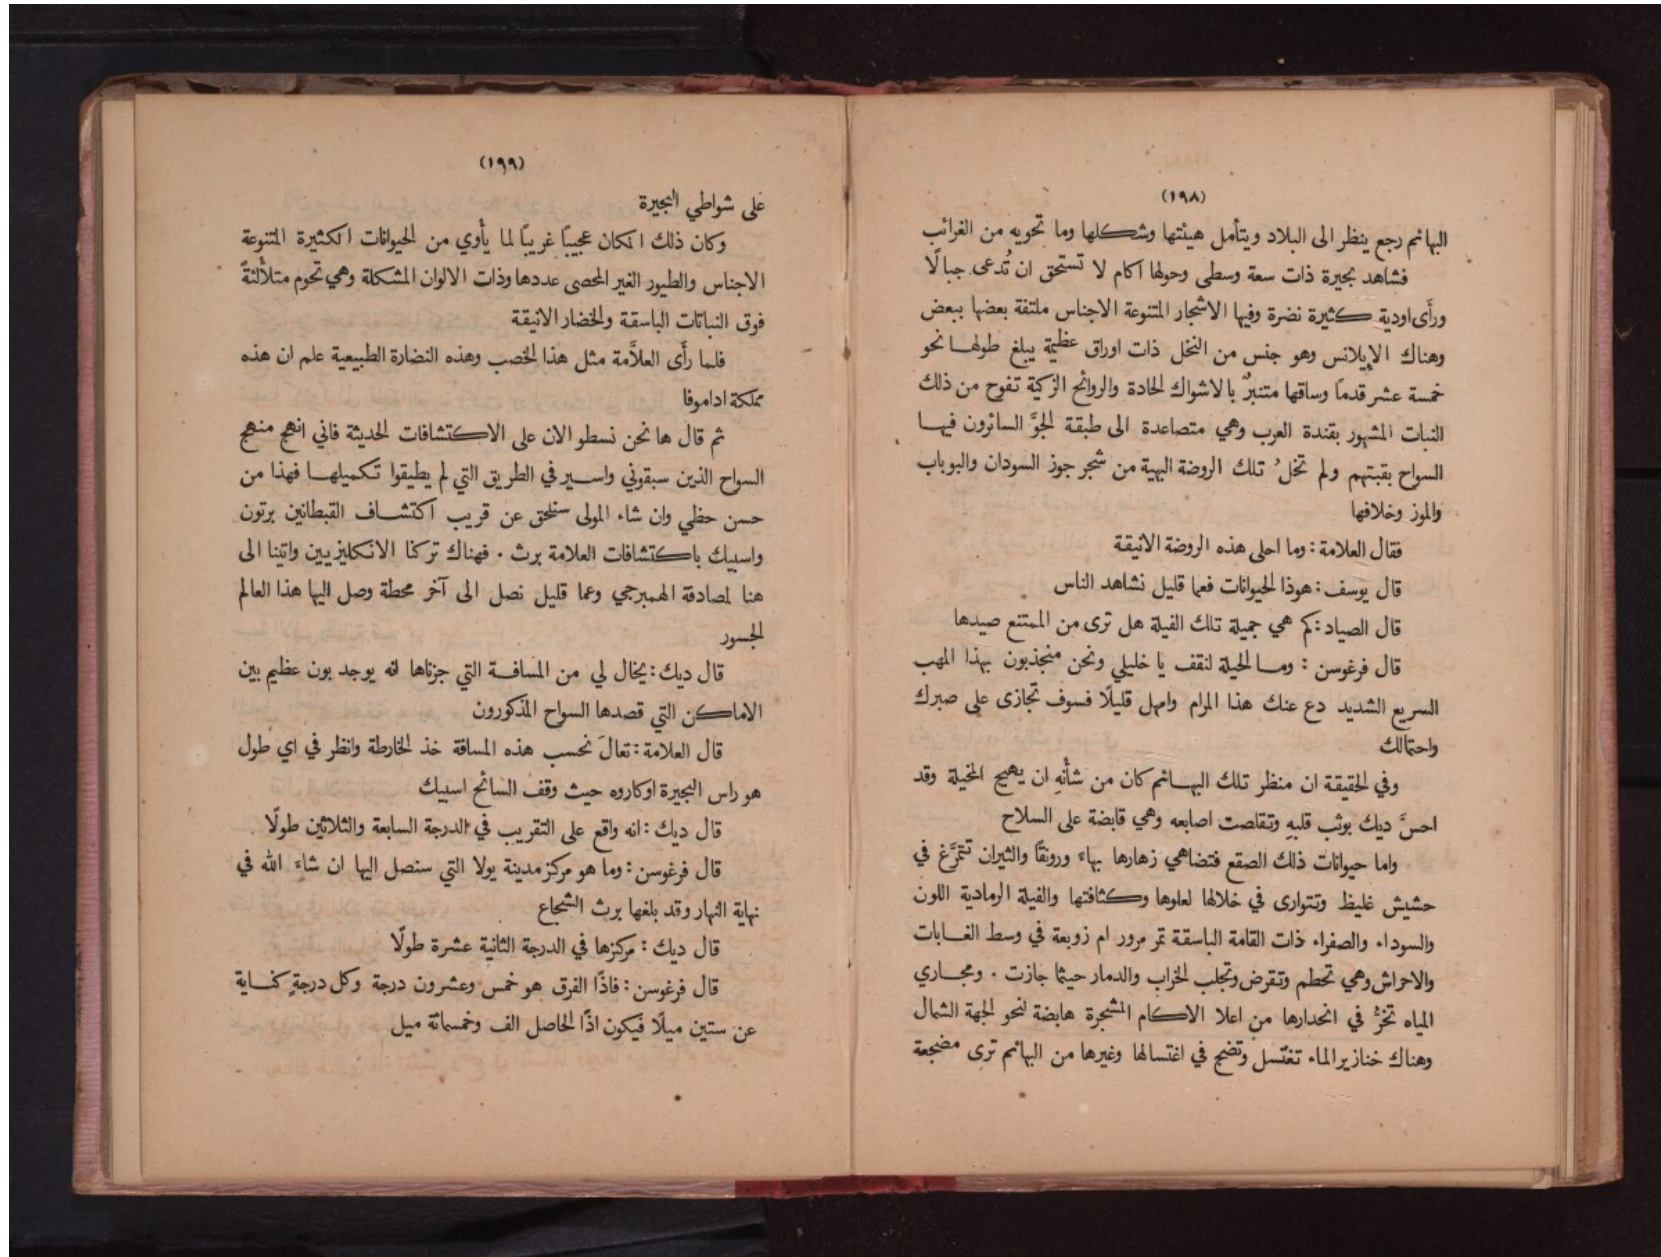 (١٩٨)
البهائم رجع ينظر الى البلاد ويتأمل هيئتها وشكلها وما تحويه من الغرائب
فشاهد بحيرة ذات سعة وسطى وحولها اكام لا تستحق ان تُدعى جبالًا
ورأَى اودية كثيرة نضرة وفيها الاشجار المتنوعة الاجناس ملتفة بعضها ببعض
وهناك الإيلانس وهو جنس من النخل ذات اوراق عظيمة يبلغ طولها نحو
خمسة عشر قدمًا وساقها متنبرٌ بالاشواك الحادة والروائح الزكية تفوح من ذلك
النبات المشهور بقندة العرب وهي متصاعدة الى طبقة الجوَّ السائرون فيها
السواح بقبتهم ولم تخلُ تلك الروضة البهية من شجر جوز السودان والبوباب
والموز وخلافها
فقال العلامة : وما احلى هذه الروضة الانيقة
قال يوسف : هوذا الحيوانات فعما قليل نشاهد الناس
قال الصياد : كم هي جميلة تلك الفيلة هل ترى من الممتنع صيدها
قال فرغوسن : وما الحيلة لنقف يا خليلي ونحن منجذبون بهذا المهب
السريع الشديد دع عنك هذا المرام وامهل قليلًا فسوف تجازى على صبرك
واحتمالك
وفي الحقيقة ان منظر تلك البهائم كان من شأْنهِ ان يهيج المخيلة وقد
احسَّ ديك بوثب قلبهِ وتقلصت اصابعه وهي قابضة على السلاح
واما حيوانات ذلك الصقع فتضاهي زهارها بهاءً ورونقًا والثيران تتمرَّغ في
حشيش غليظ وتتوارى في خلالها لعلوها وكثافتها والفيلة الرمادية اللون
والسوداء والصفراء ذات القامة الباسقة تمر مرور ام زوبعة في وسط الغابات
والاحراش وهي تحطم وتقرض وتجلب الخراب والدمار حيثما جازت . ومجاري
المياه تخرُّ في انحدارها من اعلا الاكام المشجرة هابضة لنحو لجهة الشمال
وهناك خنازير الماء تغتسل وتضج في اغتسالها وغيرها من البهائم ترى مضجعة
(١٩٩)
على شواطي البحيرة
وكان ذلك المكان عجيبًا غريبًا لما يأوي من الحيوانات الكثيرة المتنوعة
الاجناس والطيور الغير المحصى عددها وذات الالوان المشكلة وهي تحوم متلأْلئةً
فوق النباتات الباسقة والخضار الانيقة
فلما رأَى العلاَّمة مثل هذا الخصب وهذه النضارة الطبيعية علم ان هذه
مملكة اداموفا
ثم قال ها نحن نسطو الان على الاكتشافات الحديثة فاني انهج منهج
السواح الذين سبقوني واسير في الطريق التي لم يطيقوا تكميلها فهذا من
حسن حظي وان شاء المولى سنلحق عن قريب اكتشاف القبطانين برتون
واسبيك باكتشافات العلامة برث . فهناك تركنا الانكليزيين واتينا الى
هنا لمصادقة الهمبرجي وعما قليل نصل الى آخر محطة وصل اليها هذا العالم
الجسور
قال ديك : يخال لي من المسافة التي جزناها انه يوجد بون عظيم بين
الاماكن التي قصدها السواح المذكورون
قال العلامة : تعالَ نحسب هذه المسافة خذ الخارطة وانظر في اي طول
هو راس البحيرة اوكاروه حيث وقف السائح اسبيك
قال ديك : انه واقع على التقريب في الدرجة السابعة والثلاثين طولًا
قال فرغوسن : وما هو مركز مدينة يولا التي سنصل اليها ان شاءَ الله في
نهاية النهار وقد بلغها برث الشجاع
قال ديك : مركزها في الدرجة الثانية عشرة طولًا
قال فرغوسن : فاذًا الفرق هو خمس وعشرون درجة وكل درجةٍ كناية
عن ستين ميلًا فيكون اذًا الحاصل الف وخمسمائة ميل